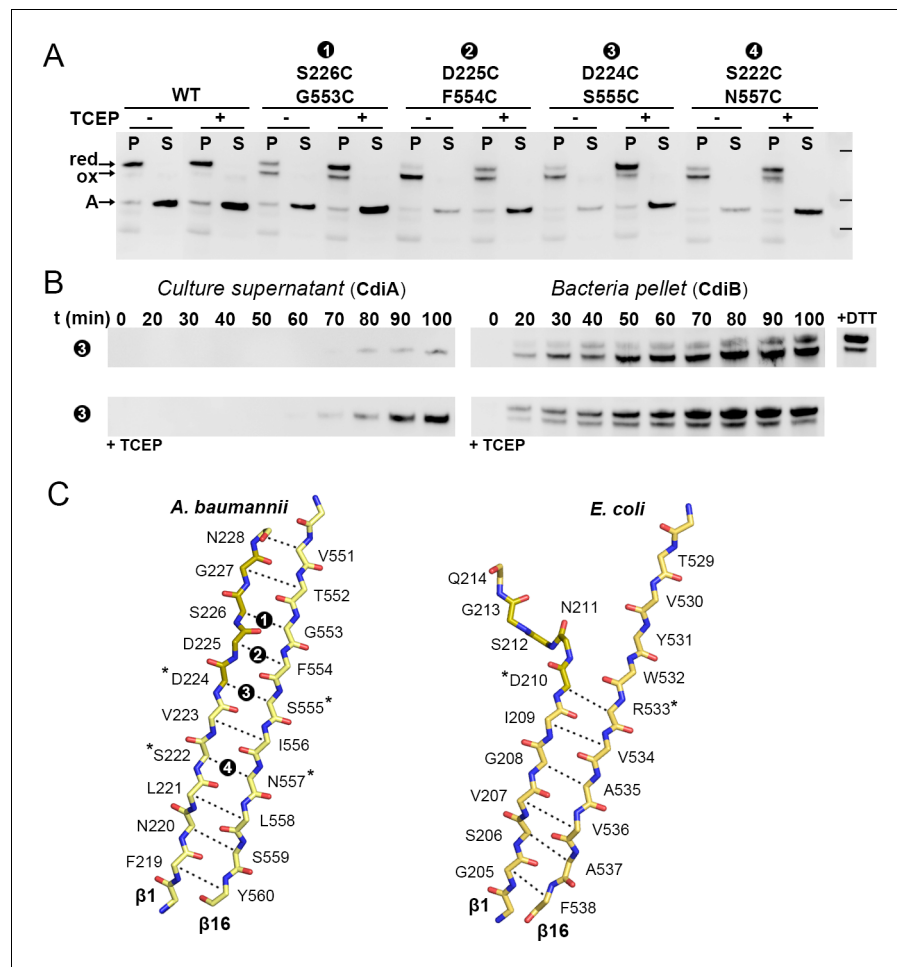 A
❶ ❷ ❸ ❹
S226C D225C D224C S222C
WT G553C F554C S555C N557C
TCEP - + - + - + - + - +
P S P S P S P S P S P S P S P S P S P S
red
ox
A
B
Culture supernatant (CdiA) Bacteria pellet (CdiB)
t (min) 0 20 30 40 50 60 70 80 90 100 0 20 30 40 50 60 70 80 90 100 +DTT
❸
❸
+ TCEP + TCEP
C
A. baumannii E. coli
N228
V551
G227
T552
S226
❶
G553
D225
❷
F554
*D224
❸
S555*
V223
I556
*S222
❹
N557*
L221
L558
N220
S559
F219
Y560
β1
β16
T529
Q214
V530
G213
N211
Y531
S212
W532
*D210
R533*
I209
V534
G208
A535
V207
V536
S206
A537
G205
F538
β1
β16